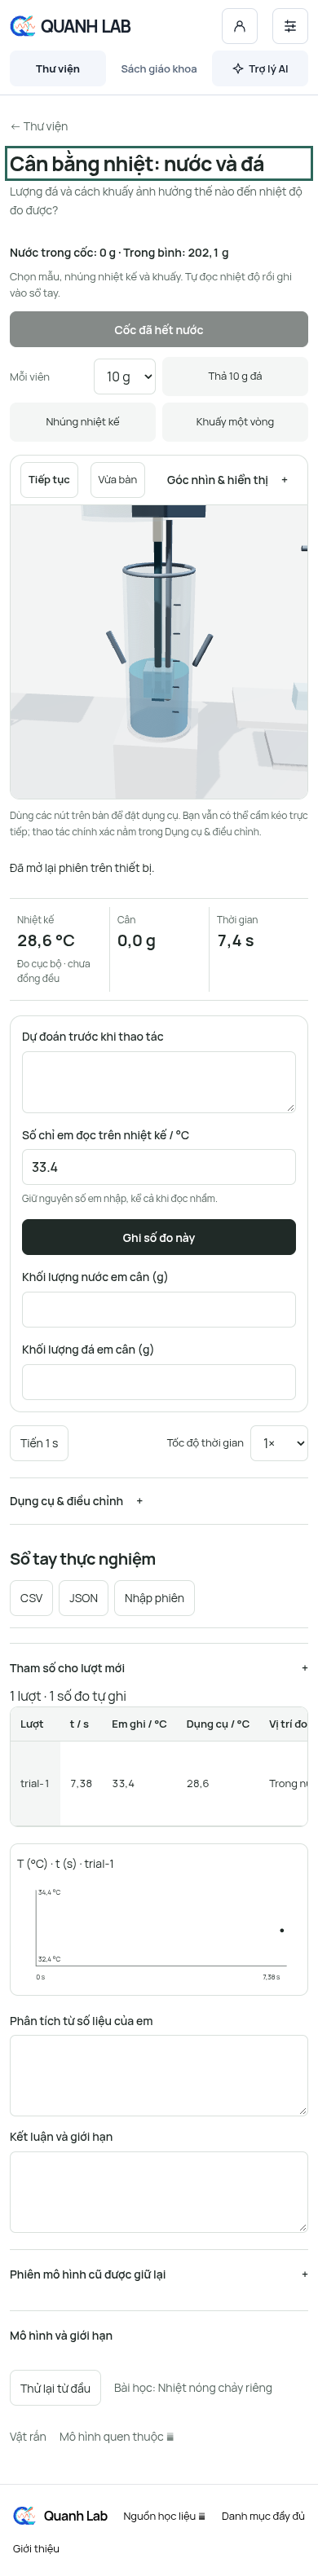 QUANH LAB
Thư viện
Sách giáo khoa
Trợ lý AI
← Thư viện
Cân bằng nhiệt: nước và đá
Lượng đá và cách khuấy ảnh hưởng thế nào đến nhiệt độ
đo được?
Nước trong cốc: 0 g · Trong bình: 202,1 g
Chọn mẫu, nhúng nhiệt kế và khuấy. Tự đọc nhiệt độ rồi ghi
vào sổ tay.
Cốc đã hết nước
Mỗi viên
10 g
Thả 10 g đá
Nhúng nhiệt kế
Khuấy một vòng
Tiếp tục
Vừa bàn
Góc nhìn & hiển thị +
Dùng các nút trên bàn để đặt dụng cụ. Bạn vẫn có thể cầm kéo trực
tiếp; thao tác chính xác nằm trong Dụng cụ & điều chỉnh.
Đã mở lại phiên trên thiết bị.
Nhiệt kế
28,6 °C
Đo cục bộ · chưa
đồng đều
Cân
0,0 g
Thời gian
7,4 s
Dự đoán trước khi thao tác
Số chỉ em đọc trên nhiệt kế / °C
33.4
Giữ nguyên số em nhập, kể cả khi đọc nhầm.
Ghi số đo này
Khối lượng nước em cân (g)
Khối lượng đá em cân (g)
Tiến 1 s
Tốc độ thời gian
1×
Dụng cụ & điều chỉnh +
Sổ tay thực nghiệm
CSV
JSON
Nhập phiên
Tham số cho lượt mới +
1 lượt · 1 số đo tự ghi
Lượt
t / s
Em ghi / °C
Dụng cụ / °C
Vị trí đo
trial-1
7,38
33,4
28,6
Trong nư
T (°C) · t (s) · trial-1
34,4 °C
32,4 °C
0 s
7,38 s
Phân tích từ số liệu của em
Kết luận và giới hạn
Phiên mô hình cũ được giữ lại +
Mô hình và giới hạn
Thử lại từ đầu
Bài học: Nhiệt nóng chảy riêng
Vật rắn
Mô hình quen thuộc
Quanh Lab
Nguồn học liệu
Danh mục đầy đủ
Giới thiệu